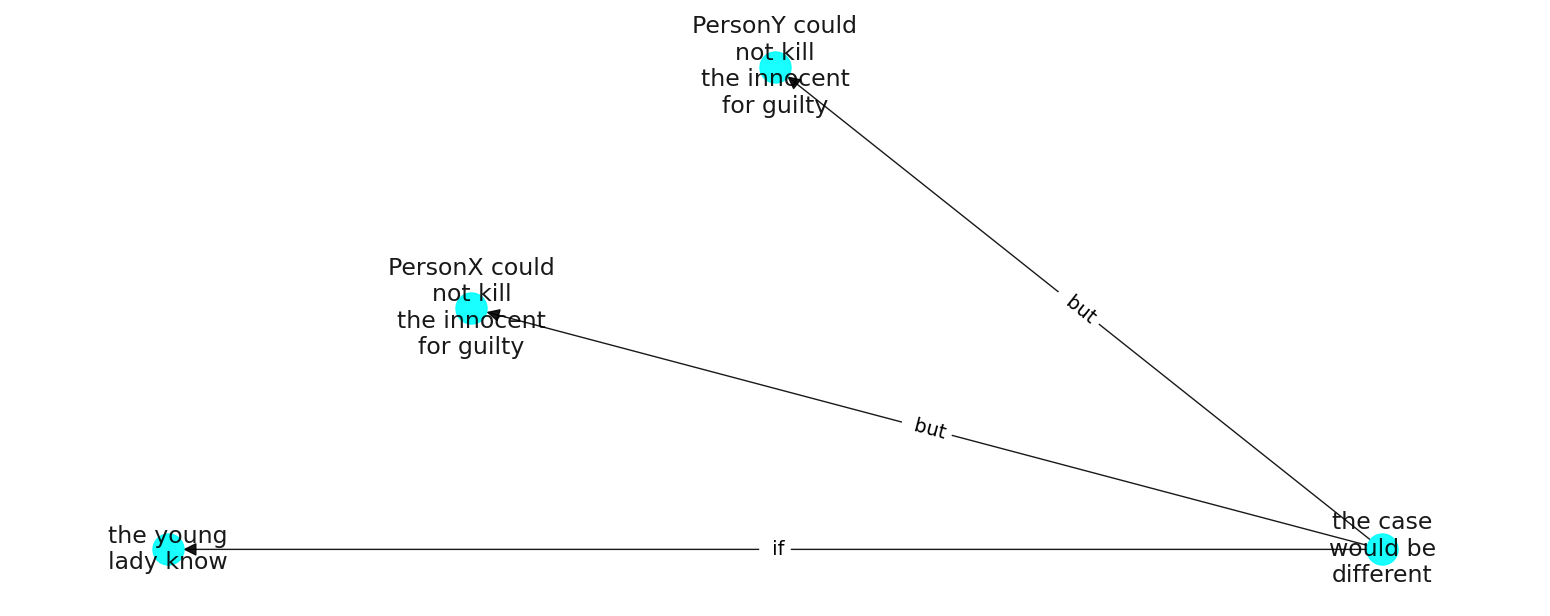 PersonY could
not kill
the innocent
for guilty
PersonX could
not kill
the innocent
for guilty
but
but
the case
would be
different
the young
lady know
if